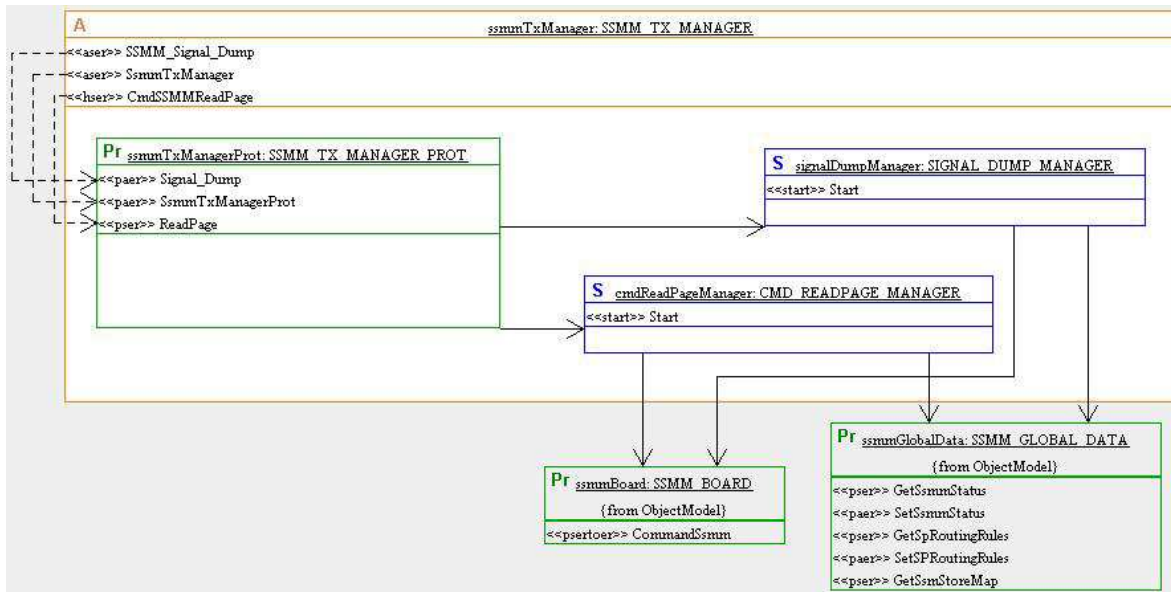 A ssmmTxManager: SSMM_TX_MANAGER
<<aser>> SSMM_Signal_Dump
<<aser>> SsmmTxManager
<<hser>> CmdSSMMReadPage
Pr ssmmTxManagerProt: SSMM_TX_MANAGER_PROT
<<paer>> Signal_Dump
<<paer>> SsmmTxManagerProt
<<pser>> ReadPage
S signalDumpManager: SIGNAL_DUMP_MANAGER
<<start>> Start
S cmdReadPageManager: CMD_READPAGE_MANAGER
<<start>> Start
Pr ssmmBoard: SSMM_BOARD
{from ObjectModel}
<<psertoer>> CommandSsmm
Pr ssmmGlobalData: SSMM_GLOBAL_DATA
{from ObjectModel}
<<pser>> GetSsmmStatus
<<paer>> SetSsmmStatus
<<pser>> GetSpRoutingRules
<<paer>> SetSPRoutingRules
<<pser>> GetSsmStoreMap